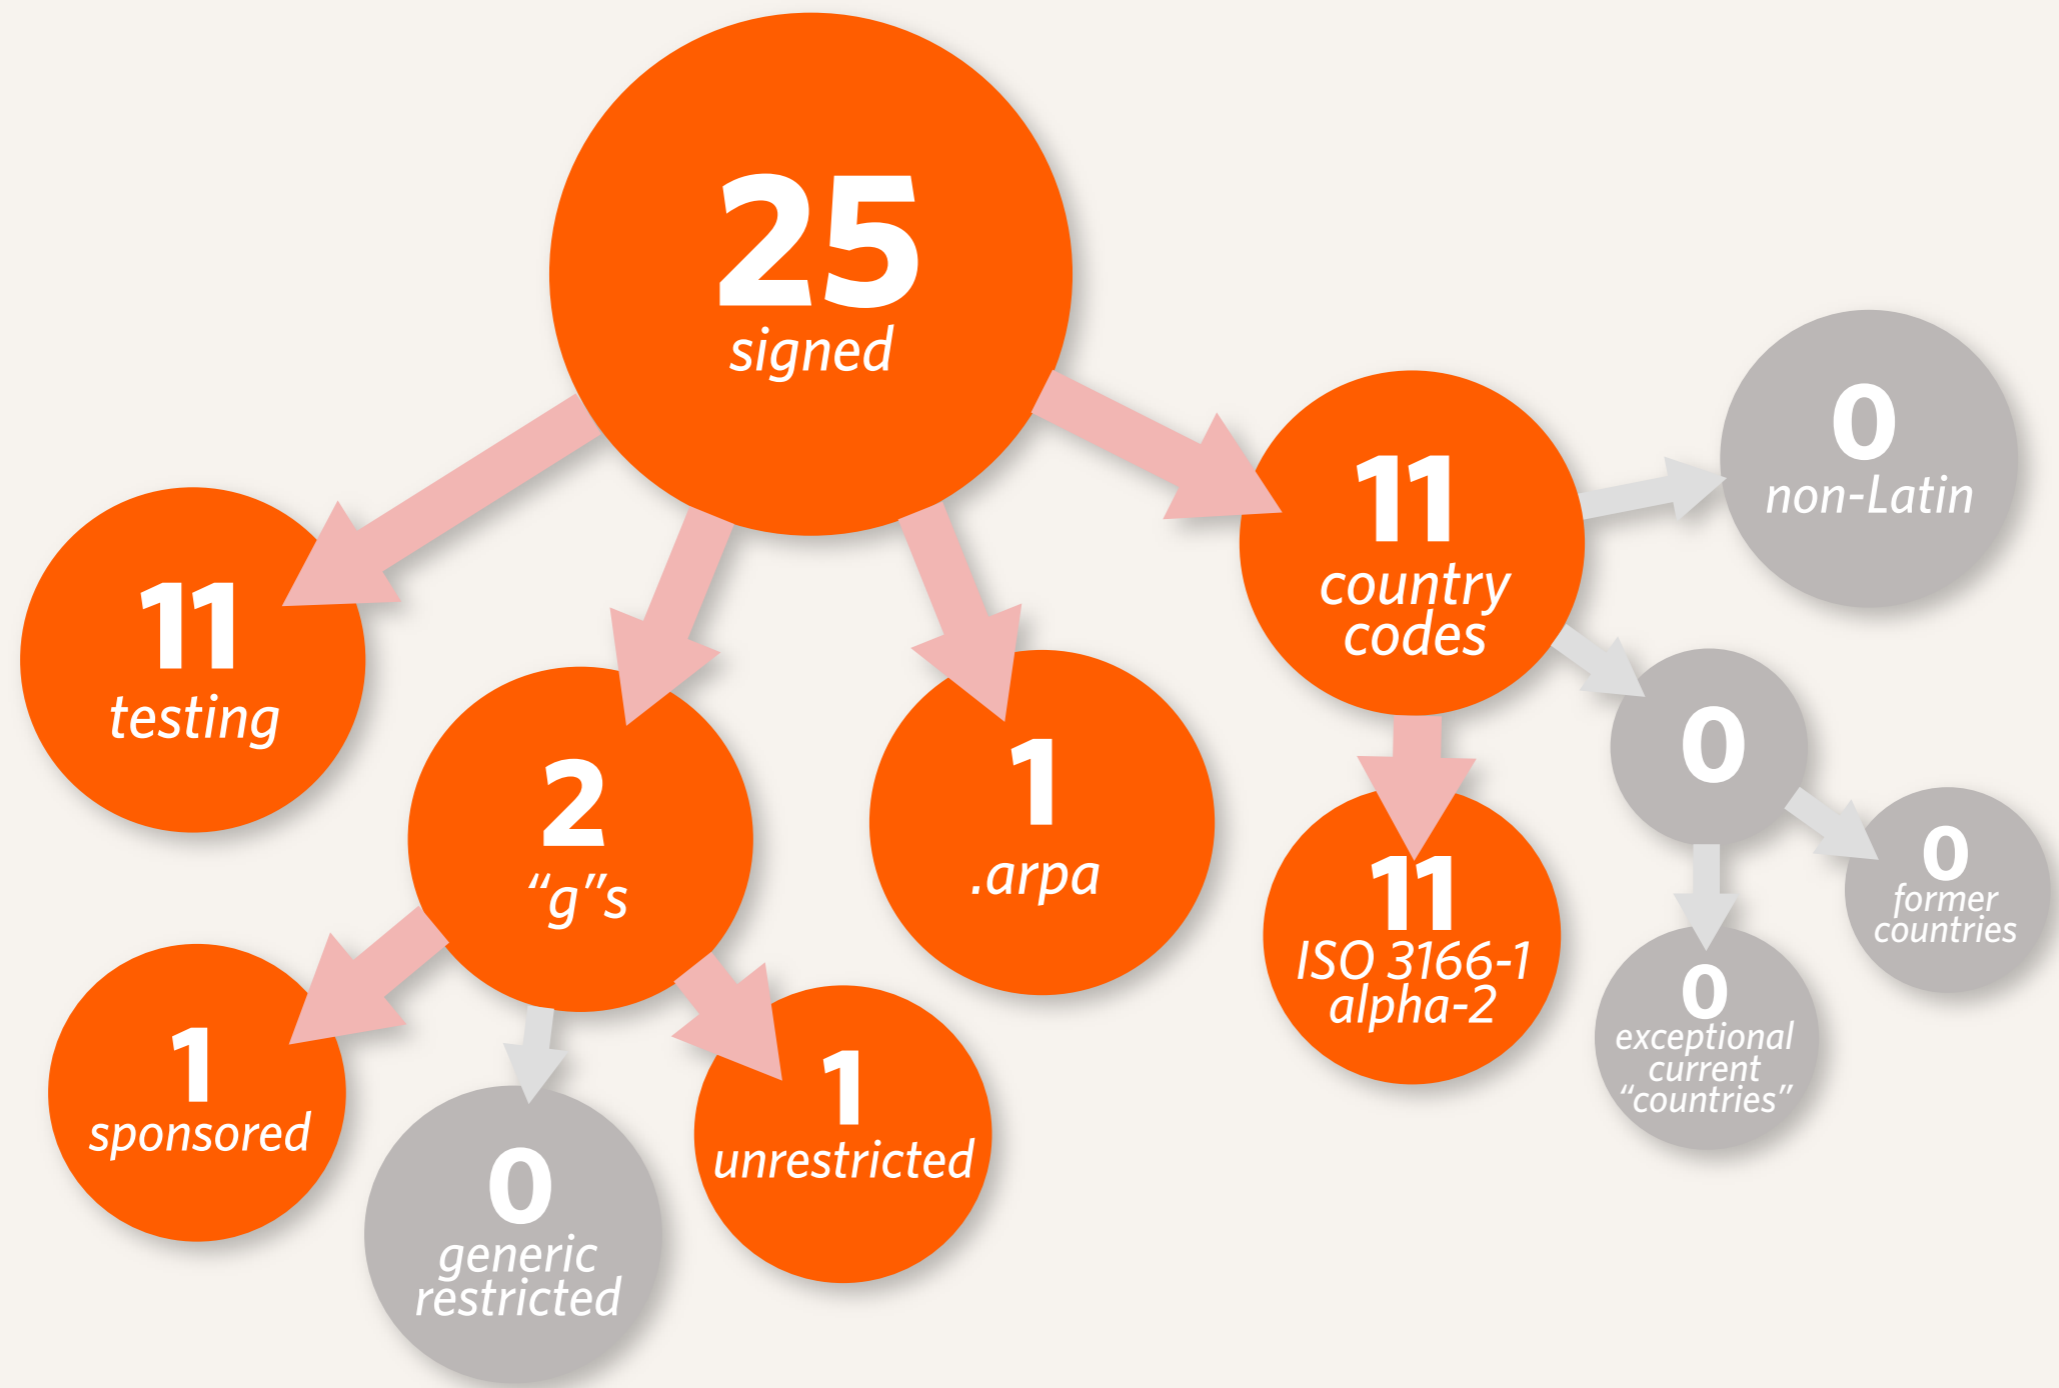 25
signed
11
testing
2
“g”s
1
.arpa
11
country
codes
0
non-Latin
0
0
former
countries
0
exceptional
current
“countries”
11
ISO 3166-1
alpha-2
1
sponsored
0
generic
restricted
1
unrestricted